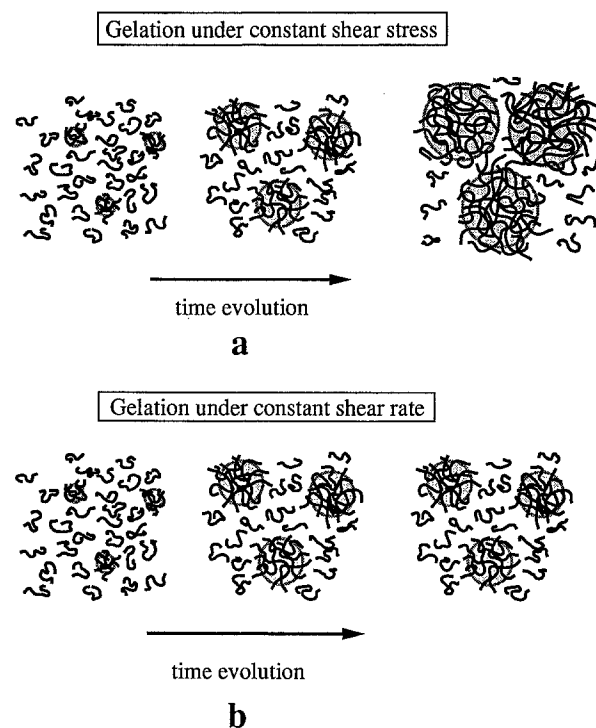 Gelation under constant shear stress
time evolution
a
Gelation under constant shear rate
time evolution
b